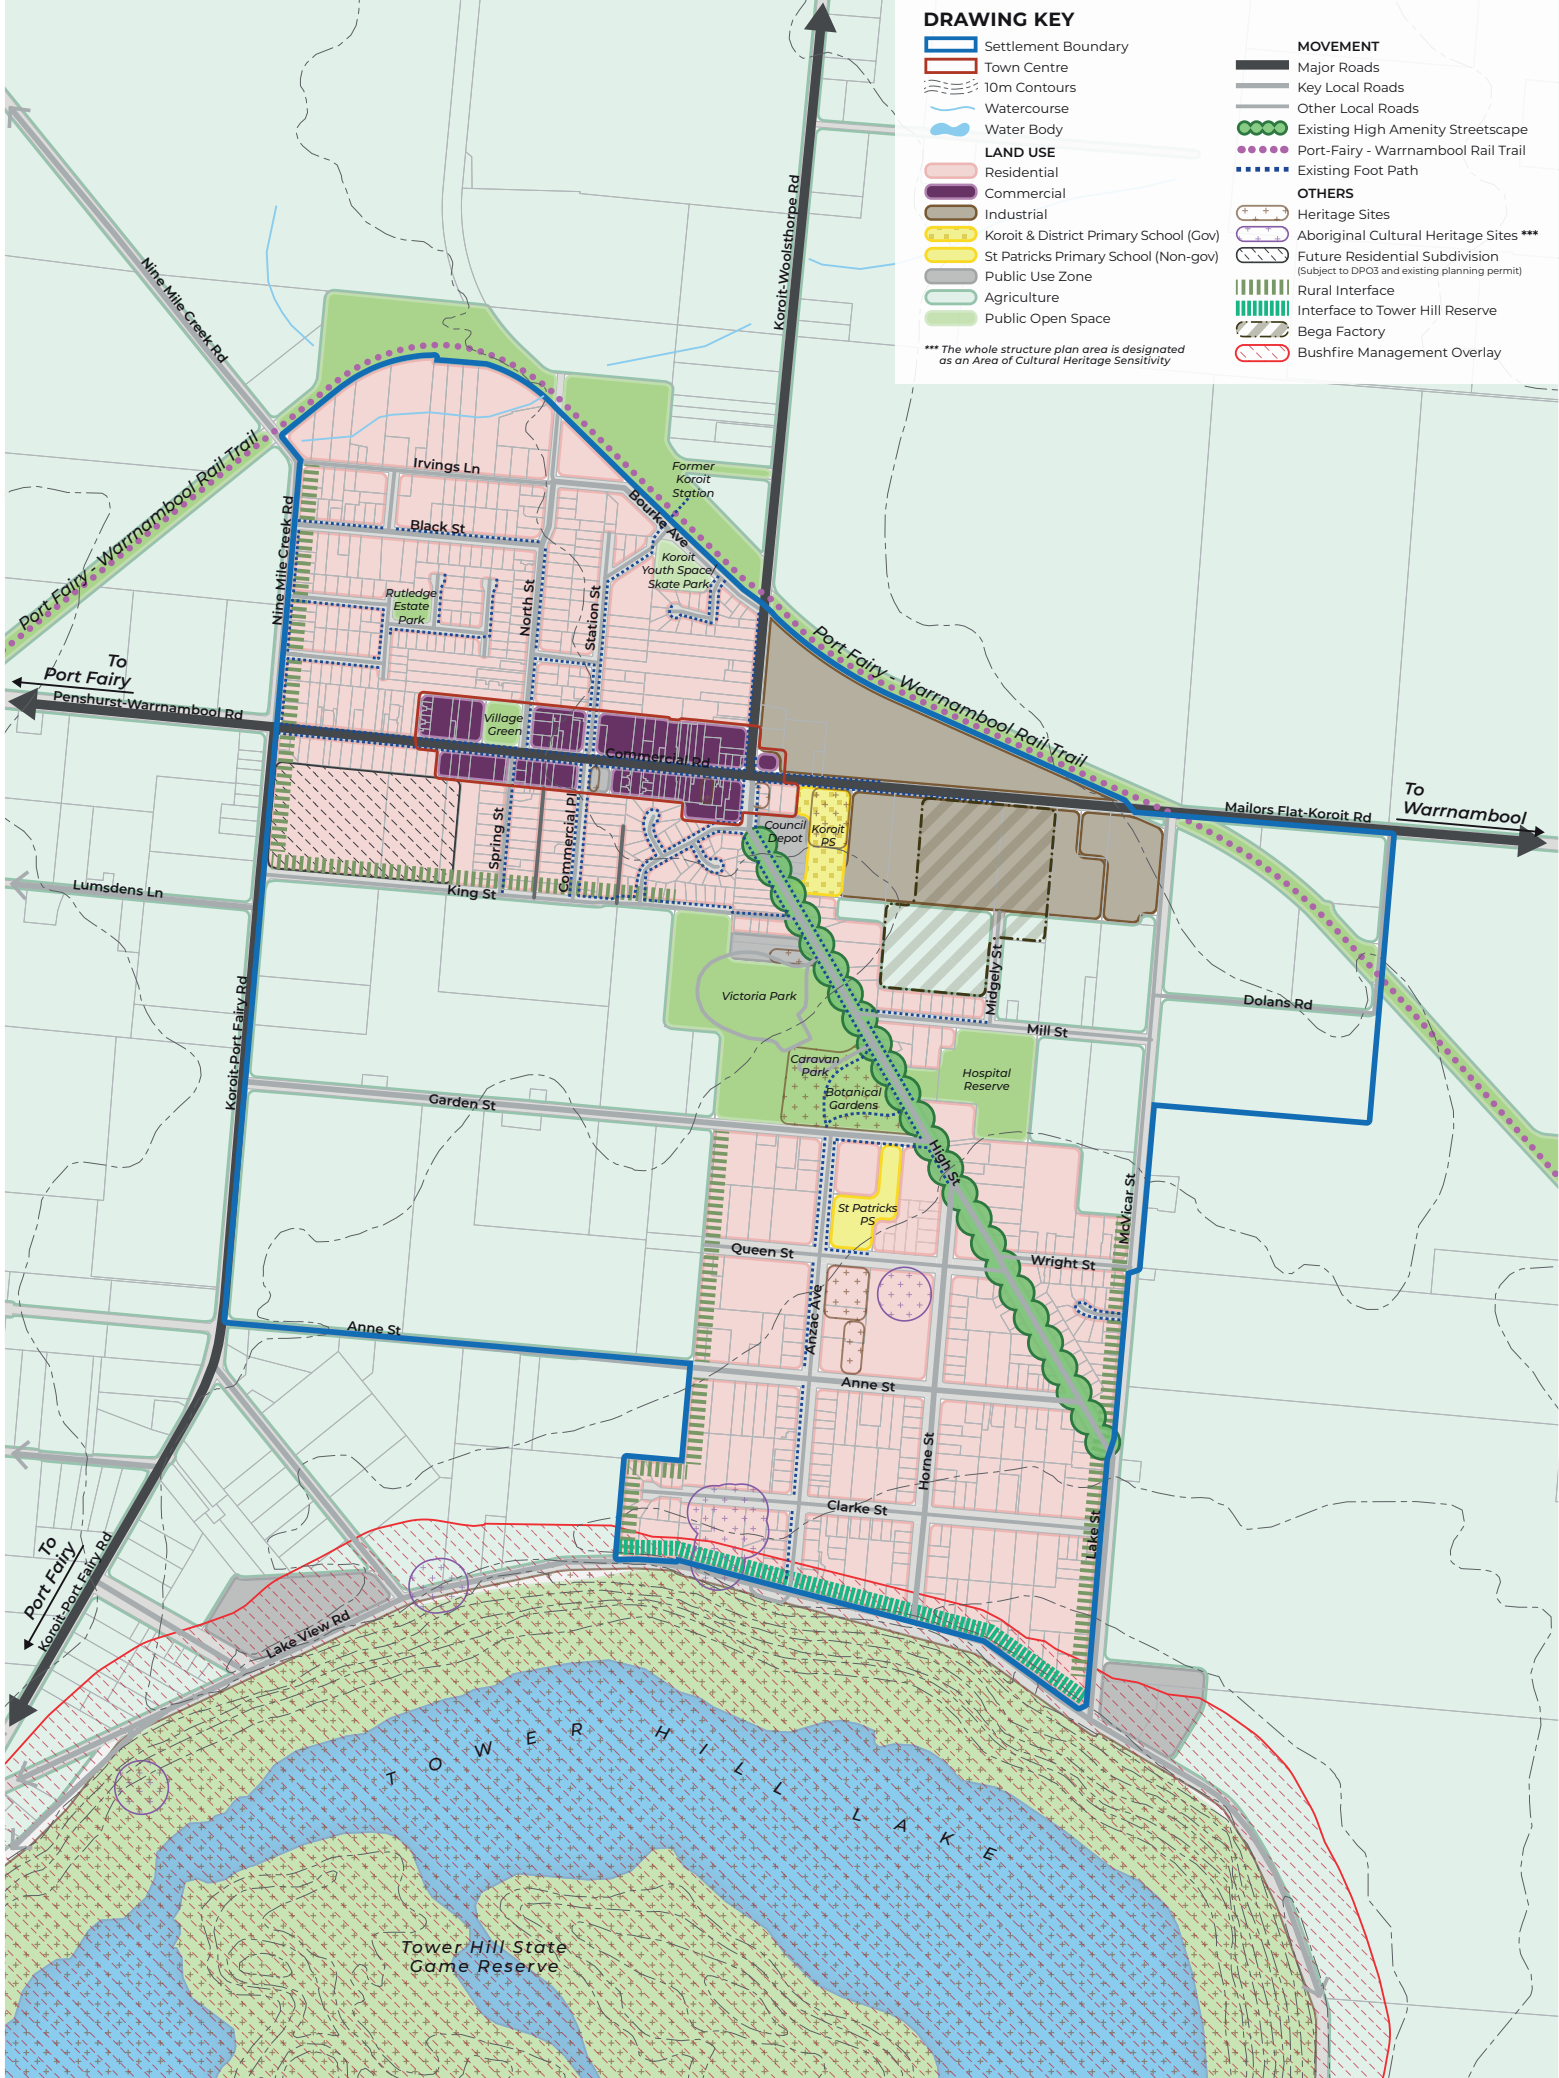 DRAWING KEY
Settlement Boundary
Town Centre
10m Contours
Watercourse
Water Body
LAND USE
Residential
Commercial
Industrial
Koroit & District Primary School (Gov)
St Patricks Primary School (Non-gov)
Public Use Zone
Agriculture
Public Open Space
*** The whole structure plan area is designated
as an Area of Cultural Heritage Sensitivity
MOVEMENT
Major Roads
Key Local Roads
Other Local Roads
Existing High Amenity Streetscape
Port-Fairy - Warrnambool Rail Trail
Existing Foot Path
OTHERS
Heritage Sites
Aboriginal Cultural Heritage Sites ***
Future Residential Subdivision
(Subject to DPO3 and existing planning permit)
Rural Interface
Interface to Tower Hill Reserve
Bega Factory
Bushfire Management Overlay
Koroit-Woolsthorpe Rd
Nine Mile Creek Rd
Port Fairy - Warrnambool Rail Trail
Irvings Ln
Former
Koroit
Station
Bourke Ave
Nine Mile Creek Rd
Black St
Koroit
Youth Space/
Skate Park
Rutledge
Estate
Park
North St
Station St
Port Fairy - Warrnambool Rail Trail
To
Port Fairy
Penshurst-Warrnambool Rd
Village
Green
Commercial Rd
To
Warrnambool
Mailors Flat-Koroit Rd
Spring St
Commercial Pl
Council
Depot
Koroit
PS
Lumsdens Ln
King St
Koroit-Port Fairy Rd
Victoria Park
Midgely St
Dolans Rd
Mill St
Caravan
Park
Botanical
Gardens
Hospital
Reserve
Garden St
High St
St Patricks
PS
McVicar St
Queen St
Wright St
Anzac Ave
Anne St
Anne St
Horne St
Clarke St
Lake St
To
Port Fairy
Koroit-Port Fairy Rd
Lake View Rd
TOWER HILL LAKE
Tower Hill State
Game Reserve